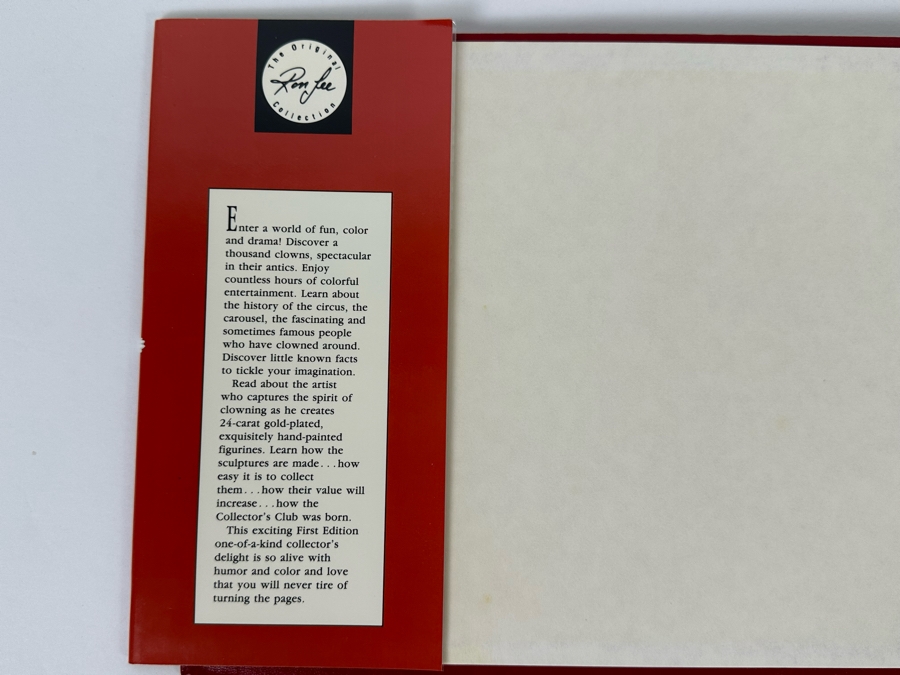 The Original
Ron Lee
Collection
Enter a world of fun, color
and drama! Discover a
thousand clowns, spectacular
in their antics. Enjoy
countless hours of colorful
entertainment. Learn about
the history of the circus, the
carousel, the fascinating and
sometimes famous people
who have clowned around.
Discover little known facts
to tickle your imagination.
Read about the artist
who captures the spirit of
clowning as he creates
24-carat gold-plated,
exquisitely hand-painted
figurines. Learn how the
sculptures are made...how
easy it is to collect
them...how their value will
increase...how the
Collector's Club was born.
This exciting First Edition
one-of-a-kind collector's
delight is so alive with
humor and color and love
that you will never tire of
turning the pages.